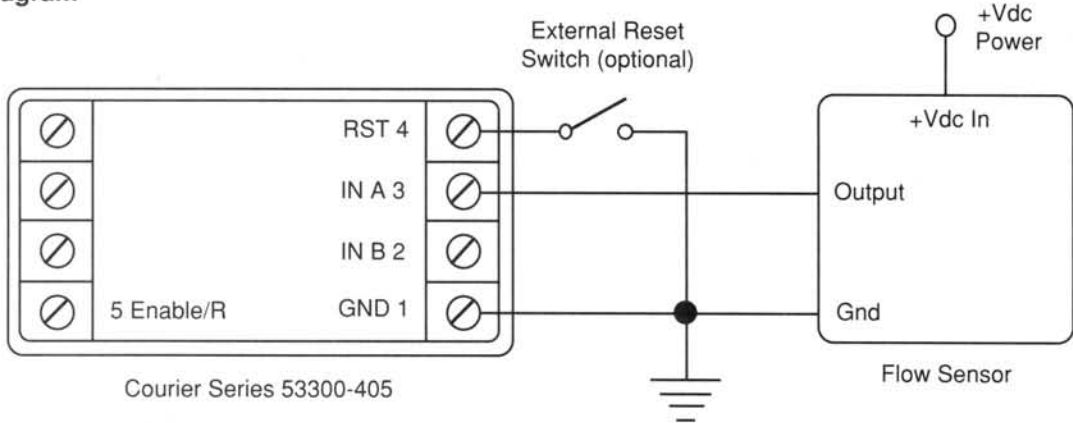 External Reset
Switch (optional)
+Vdc
Power
+Vdc In
RST 4
IN A 3
Output
IN B 2
5 Enable/R
GND 1
Gnd
Courier Series 53300-405
Flow Sensor